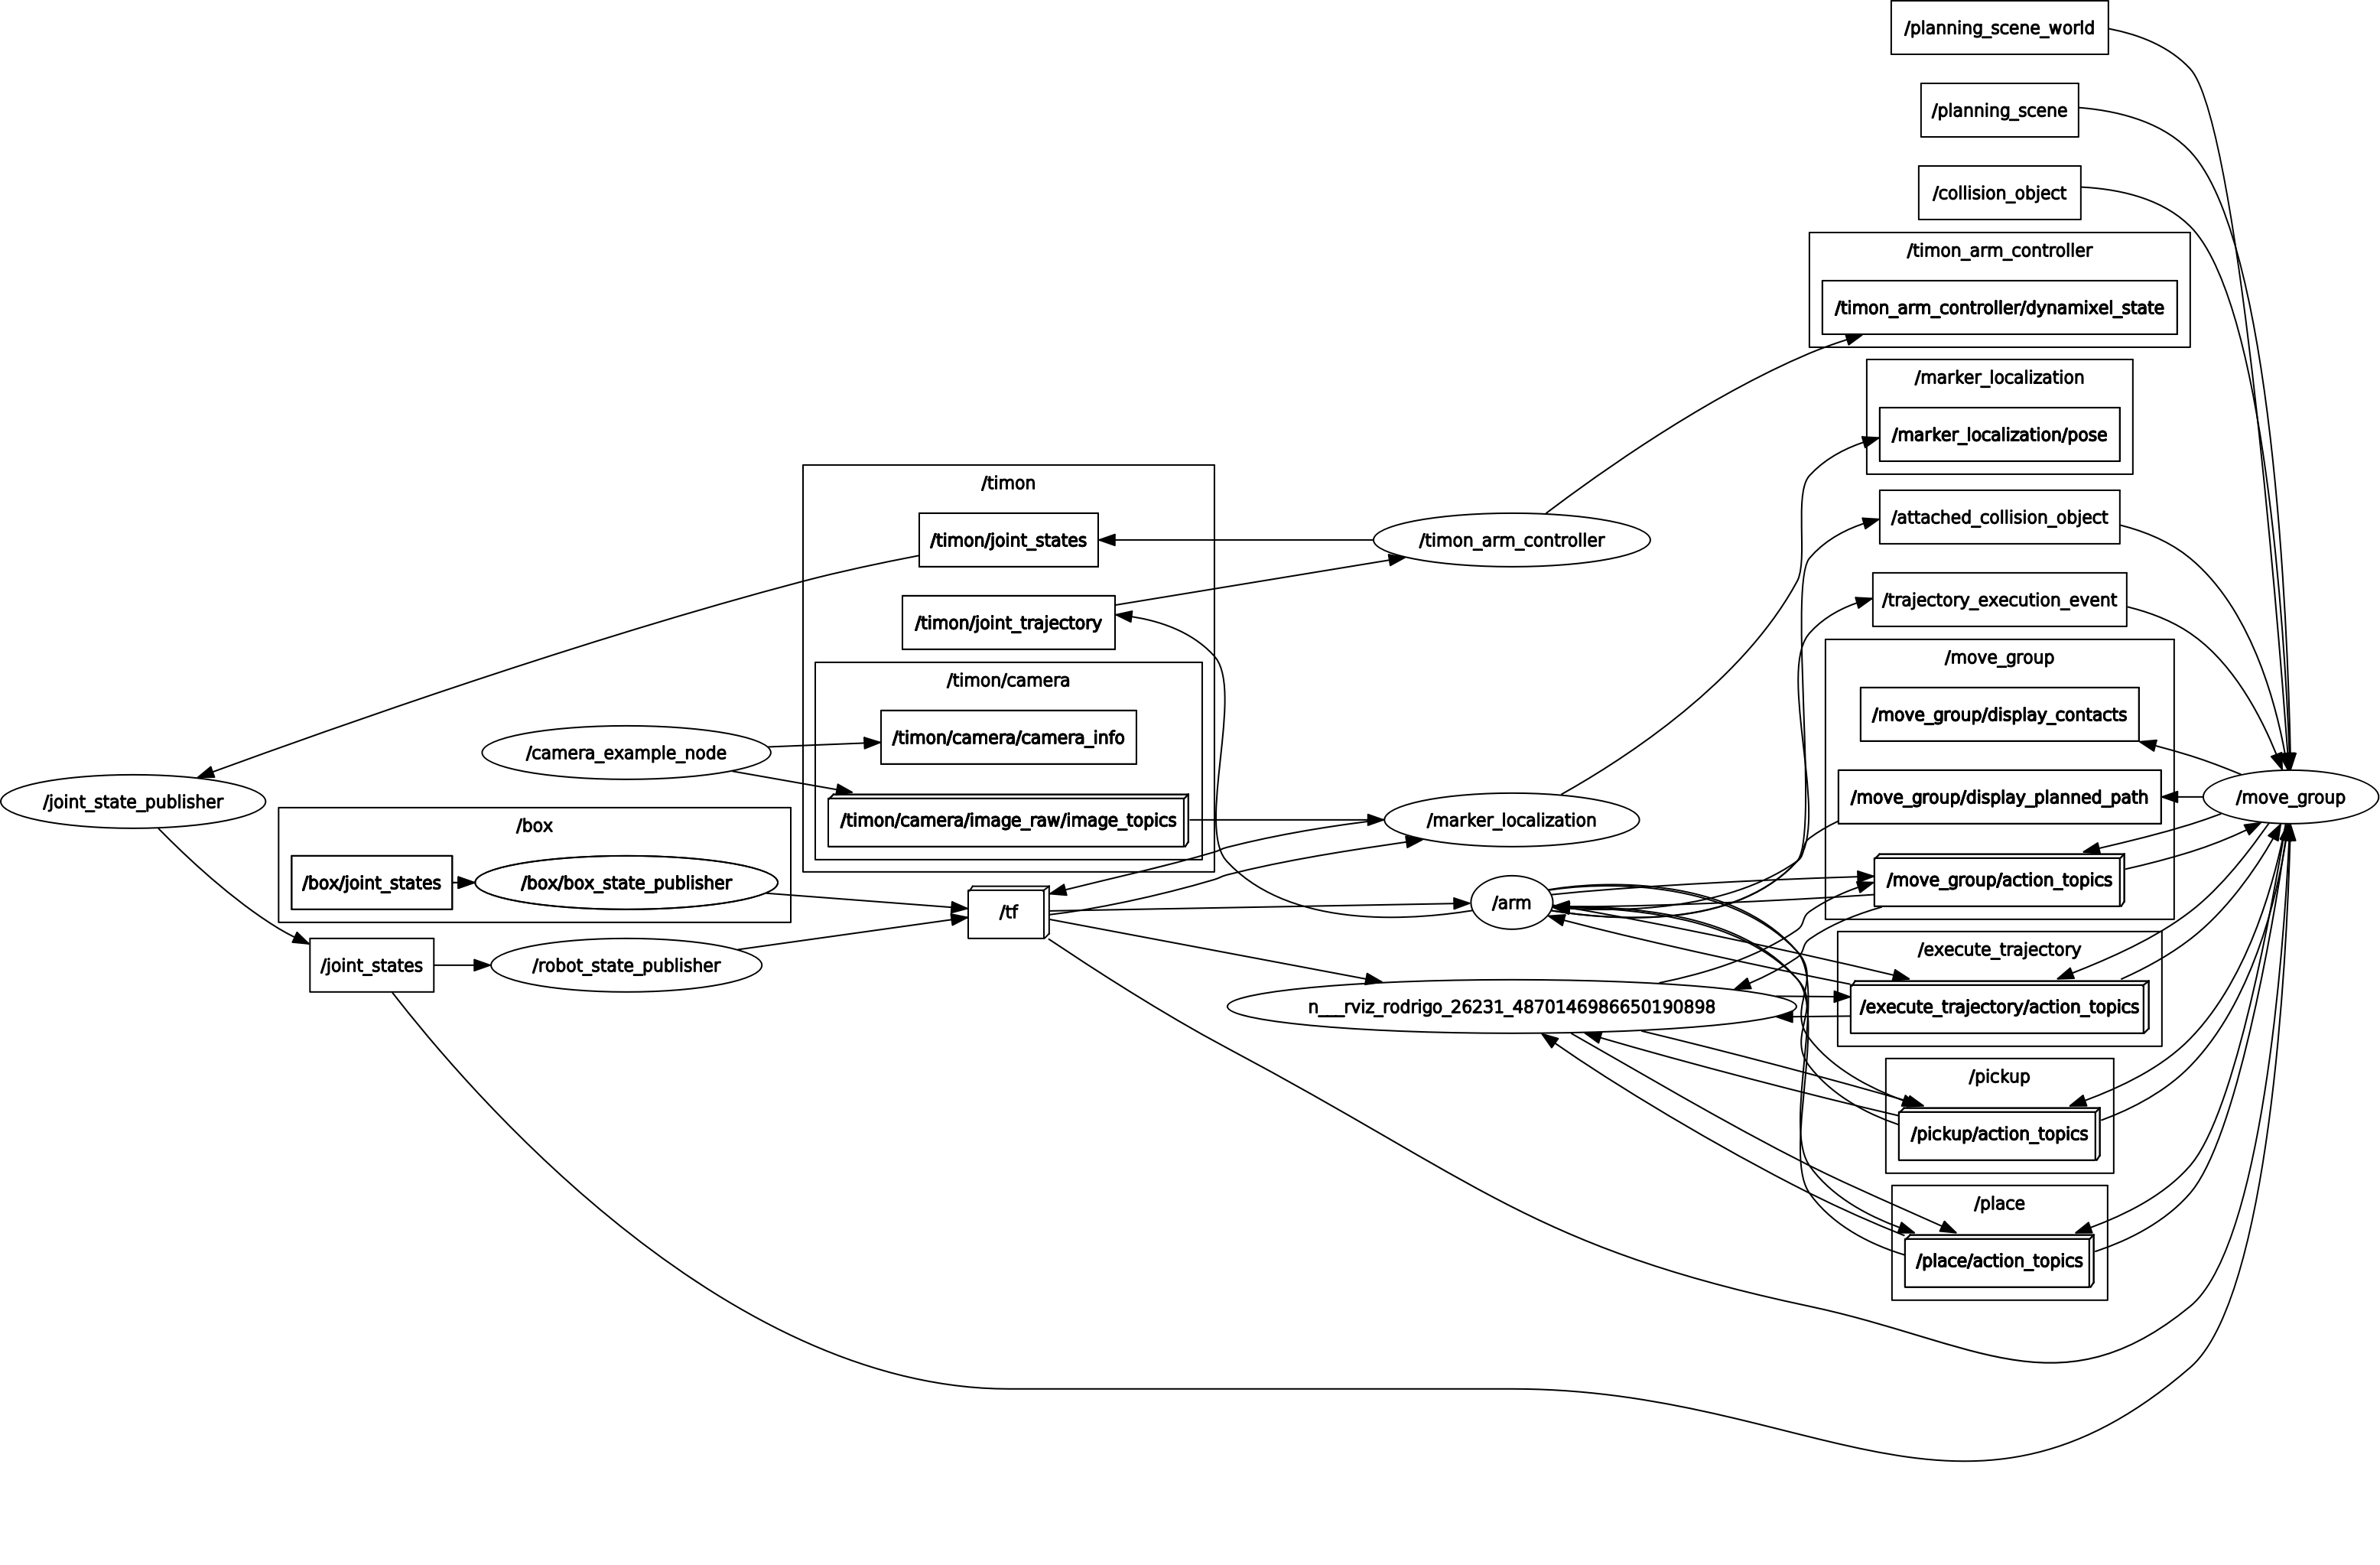 /planning_scene_world
/planning_scene
/collision_object
/timon_arm_controller
/timon_arm_controller/dynamixel_state
/marker_localization
/marker_localization/pose
/timon
/attached_collision_object
/timon/joint_states
/timon_arm_controller
/trajectory_execution_event
/timon/joint_trajectory
/move_group
/timon/camera
/move_group/display_contacts
/timon/camera/camera_info
/camera_example_node
/joint_state_publisher
/move_group/display_planned_path
/move_group
/box
/timon/camera/image_raw/image_topics
/marker_localization
/box/joint_states
/box/box_state_publisher
/move_group/action_topics
/tf
/arm
/execute_trajectory
/joint_states
/robot_state_publisher
n___rviz_rodrigo_26231_4870146986650190898
/execute_trajectory/action_topics
/pickup
/pickup/action_topics
/place
/place/action_topics